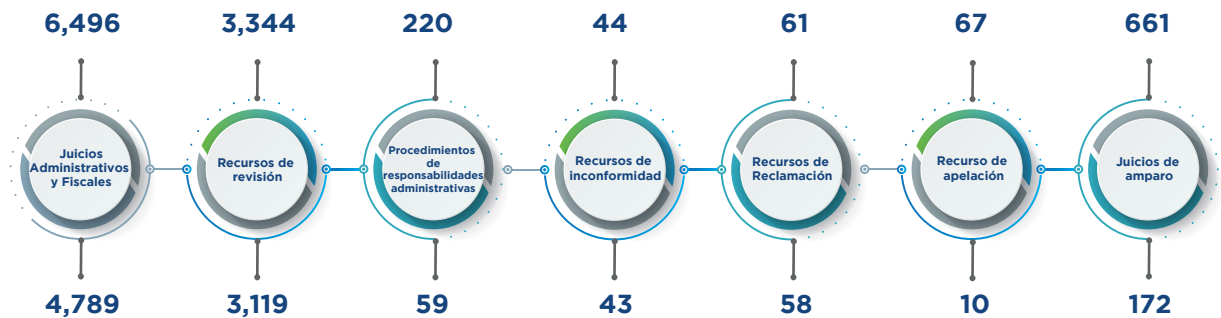 6,496 3,344 220 44 61 67 661
Juicios
Administrativos
y Fiscales
Recursos de
revisión
Procedimientos
de
responsabilidades
administrativas
Recursos de
inconformidad
Recursos de
Reclamación
Recurso de
apelación
Juicios de
amparo
4,789 3,119 59 43 58 10 172